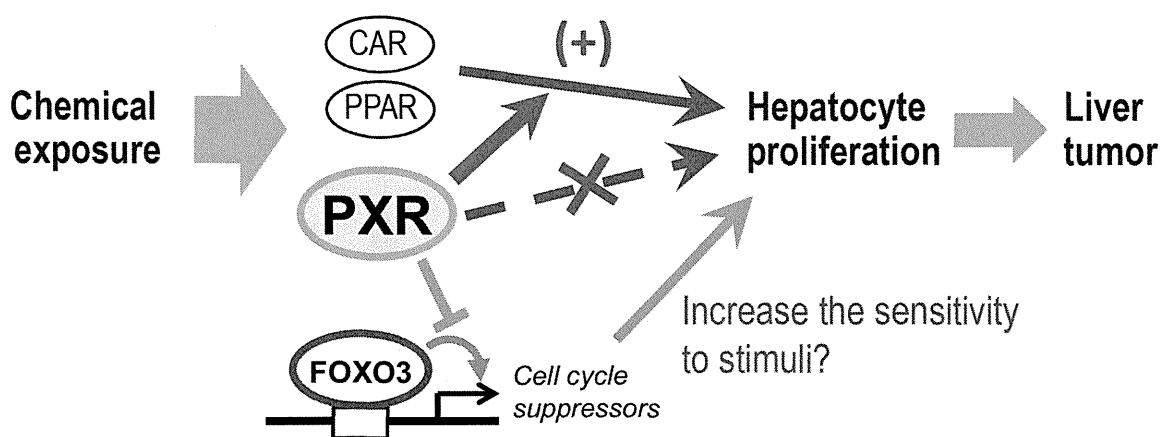 CAR
(+)
PPAR
Chemical
exposure
PXR
Hepatocyte
proliferation
Liver
tumor
Increase the sensitivity
to stimuli?
FOXO3
Cell cycle
suppressors